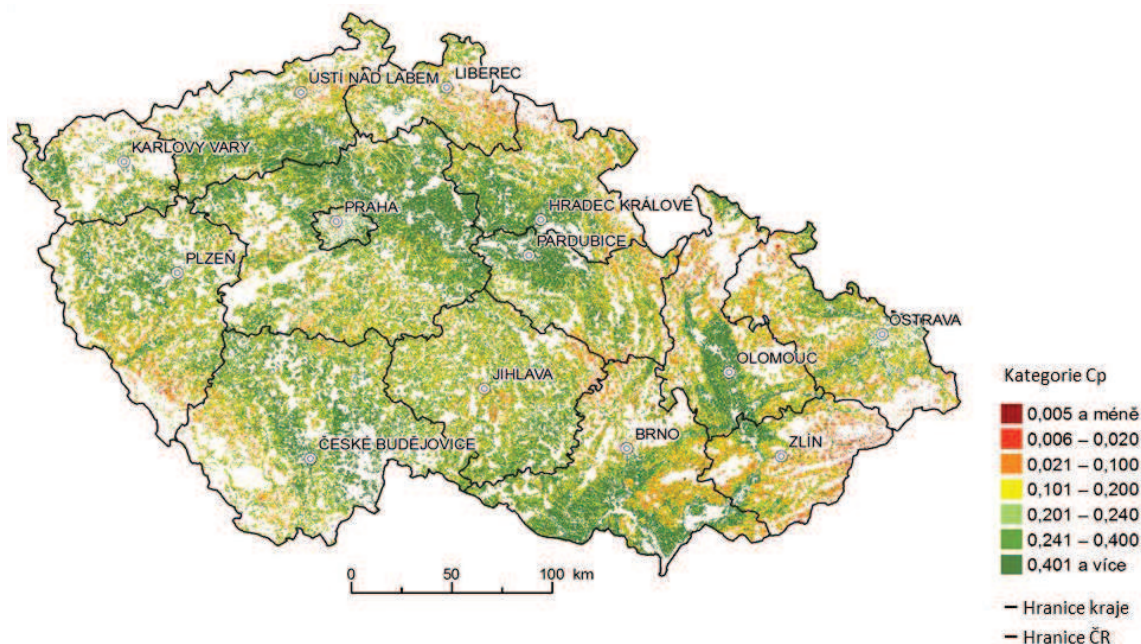 ÚSTÍ NAD LABEM
LIBEREC
KARLOVY VARY
PRAHA
HRADEC KRÁLOVÉ
PARDUBICE
PLZEŇ
OSTRAVA
OLOMOUC
JIHLAVA
BRNO
ČESKÉ BUDĚJOVICE
ZLÍN
0 50 100 km
Kategorie Cp
0,005 a méně
0,006 – 0,020
0,021 – 0,100
0,101 – 0,200
0,201 – 0,240
0,241 – 0,400
0,401 a více
Hranice kraje
Hranice ČR